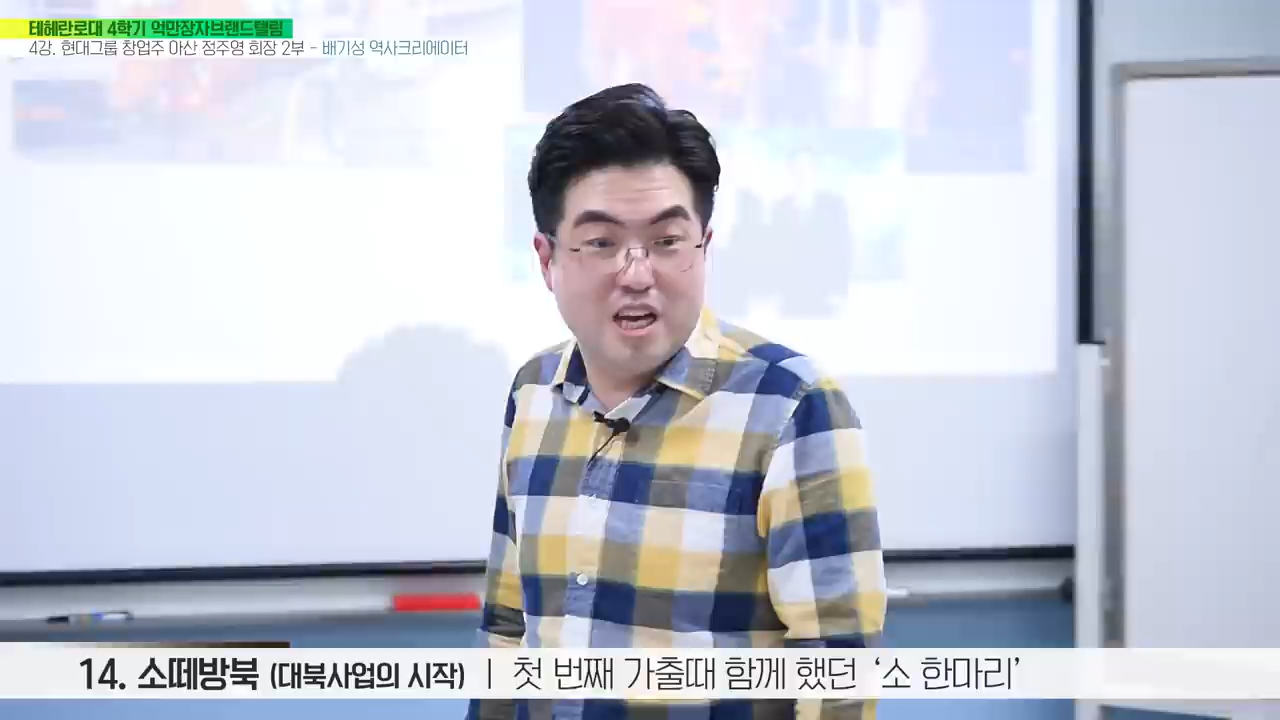 테헤란로대 4학기 억만장자브랜드텔링
4강. 현대그룹 창업주 아산 정주영 회장 2부 - 배기성 역사크리에이터
14. 소떼방북 (대북사업의 시작) ㅣ 첫 번째 가출때 함께 했던 ‘소 한마리’